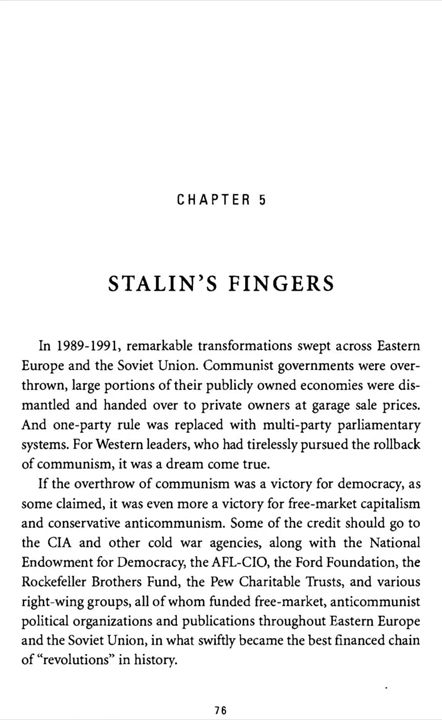 CHAPTER 5
STALIN'S FINGERS
In 1989-1991, remarkable transformations swept across Eastern
Europe and the Soviet Union. Communist governments were over-
thrown, large portions of their publicly owned economies were dis-
mantled and handed over to private owners at garage sale prices.
And one-party rule was replaced with multi-party parliamentary
systems. For Western leaders, who had tirelessly pursued the rollback
of communism, it was a dream come true.
If the overthrow of communism was a victory for democracy, as
some claimed, it was even more a victory for free-market capitalism
and conservative anticommunism. Some of the credit should go to
the CIA and other cold war agencies, along with the National
Endowment for Democracy, the AFL-CIO, the Ford Foundation, the
Rockefeller Brothers Fund, the Pew Charitable Trusts, and various
right-wing groups, all of whom funded free-market, anticommunist
political organizations and publications throughout Eastern Europe
and the Soviet Union, in what swiftly became the best financed chain
of "revolutions" in history.
76